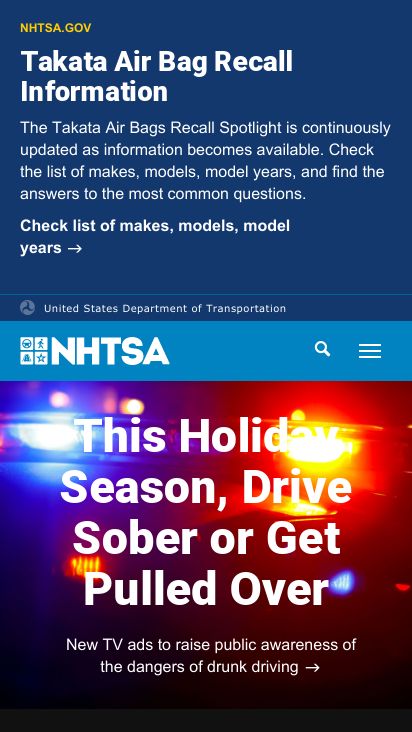 NHTSA.GOV
Takata Air Bag Recall
Information
The Takata Air Bags Recall Spotlight is continuously
updated as information becomes available. Check
the list of makes, models, model years, and find the
answers to the most common questions.
Check list of makes, models, model
years →
United States Department of Transportation
NHTSA
This Holiday
Season, Drive
Sober or Get
Pulled Over
New TV ads to raise public awareness of
the dangers of drunk driving →